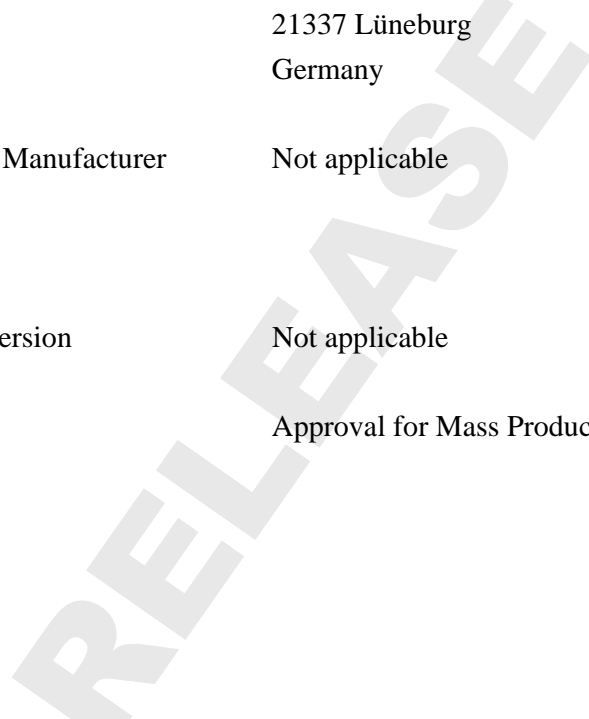 21337 Lüneburg
Germany
Manufacturer Not applicable
ersion Not applicable
Approval for Mass Produc
RELEASE